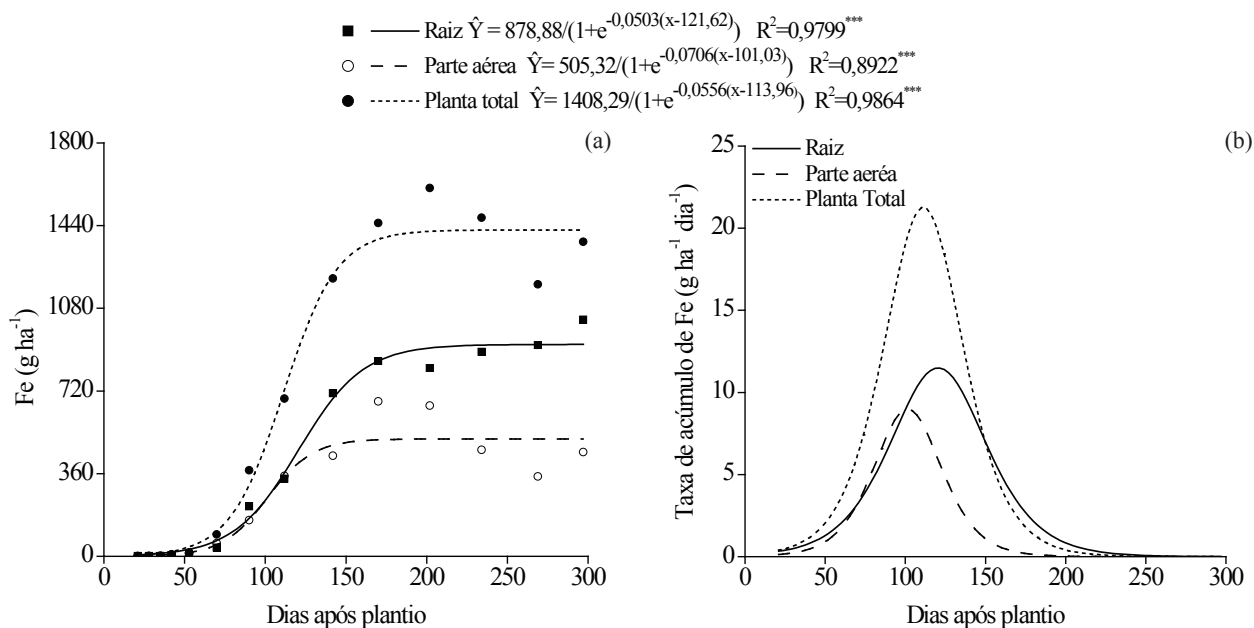 Raiz Ŷ = 878,88/(1+e^-0,0503(x-121,62)) R²=0,9799***
Parte aérea Ŷ= 505,32/(1+e^-0,0706(x-101,03)) R²=0,8922***
Planta total Ŷ= 1408,29/(1+e^-0,0556(x-113,96)) R²=0,9864***
(a)
1800
1440
1080
720
360
0
Fe (g ha⁻¹)
0 50 100 150 200 250 300
Dias após plantio
(b)
Raiz
Parte aeréa
Planta Total
25
20
15
10
5
0
Taxa de acúmulo de Fe (g ha⁻¹ dia⁻¹)
0 50 100 150 200 250 300
Dias após plantio